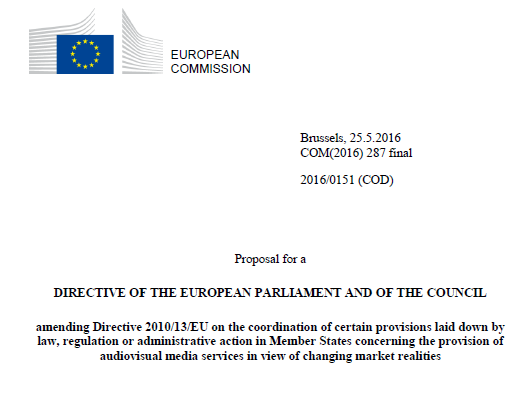 EUROPEAN
COMMISSION
Brussels, 25.5.2016
COM(2016) 287 final
2016/0151 (COD)
Proposal for a
DIRECTIVE OF THE EUROPEAN PARLIAMENT AND OF THE COUNCIL
amending Directive 2010/13/EU on the coordination of certain provisions laid down by
law, regulation or administrative action in Member States concerning the provision of
audiovisual media services in view of changing market realities